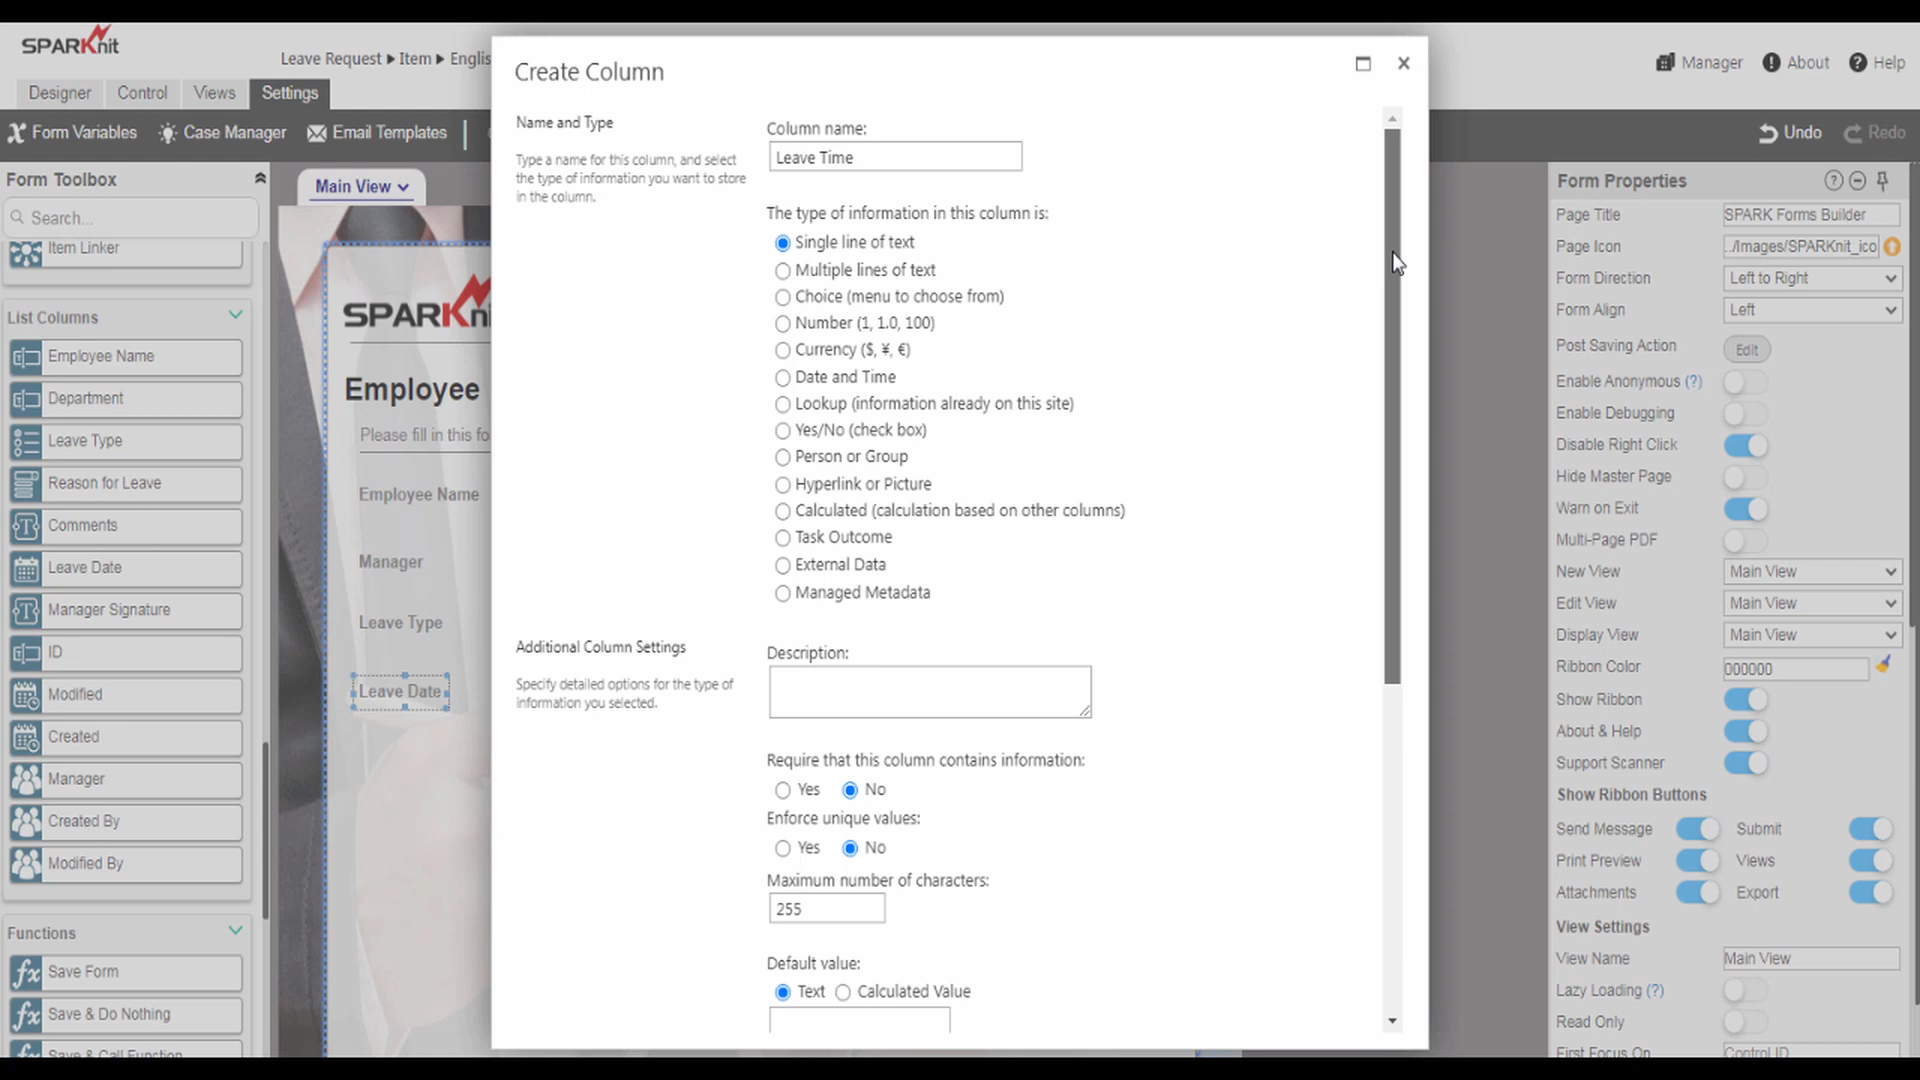 SPARKnit
Leave Request ▶ Item ▶ Englis
Manager
About
Help
Designer
Control
Views
Settings
Form Variables
Case Manager
Email Templates
Undo
Redo
Form Toolbox
Search...
Item Linker
List Columns
Employee Name
Department
Leave Type
Reason for Leave
Comments
Leave Date
Manager Signature
ID
Modified
Created
Manager
Created By
Modified By
Functions
Save Form
Save & Do Nothing
Save & Call Function
Main View
SPARKni
Employee
Please fill in this fo
Employee Name
Manager
Leave Type
Leave Date
Create Column
Name and Type
Type a name for this column, and select
the type of information you want to store
in the column.
Column name:
Leave Time
The type of information in this column is:
Single line of text
Multiple lines of text
Choice (menu to choose from)
Number (1, 1.0, 100)
Currency ($, ¥, €)
Date and Time
Lookup (information already on this site)
Yes/No (check box)
Person or Group
Hyperlink or Picture
Calculated (calculation based on other columns)
Task Outcome
External Data
Managed Metadata
Additional Column Settings
Specify detailed options for the type of
information you selected.
Description:
Require that this column contains information:
Yes No
Enforce unique values:
Yes No
Maximum number of characters:
255
Default value:
Text Calculated Value
Form Properties
Page Title SPARK Forms Builder
Page Icon ../Images/SPARKnit_ico
Form Direction Left to Right
Form Align Left
Post Saving Action Edit
Enable Anonymous (?)
Enable Debugging
Disable Right Click
Hide Master Page
Warn on Exit
Multi-Page PDF
New View Main View
Edit View Main View
Display View Main View
Ribbon Color 000000
Show Ribbon
About & Help
Support Scanner
Show Ribbon Buttons
Send Message Submit
Print Preview Views
Attachments Export
View Settings
View Name Main View
Lazy Loading (?)
Read Only
First Focus On Control ID